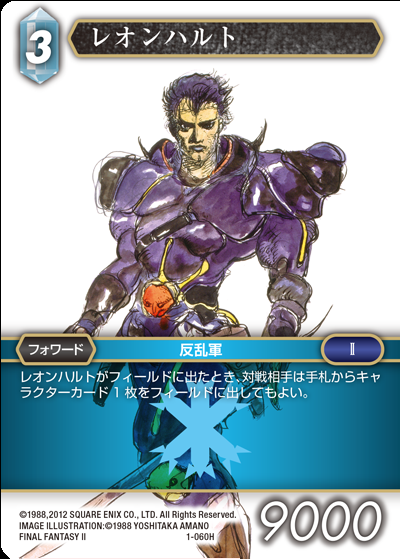 3
レオンハルト
フォワード
反乱軍
II
レオンハルトがフィールドに出たとき、対戦相手は手札からキャ
ラクターカード 1 枚をフィールドに出してもよい。
©1988,2012 SQUARE ENIX CO., LTD. All Rights Reserved.
IMAGE ILLUSTRATION:©1988 YOSHITAKA AMANO
FINAL FANTASY II
1-060H
9000